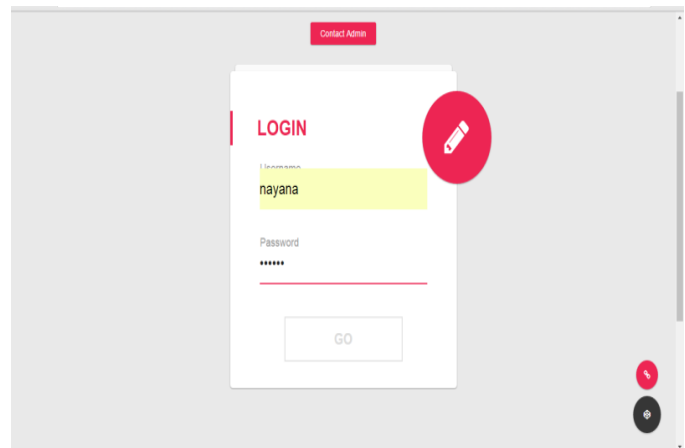 Contact Admin
LOGIN
Username
nayana
Password
••••••
GO